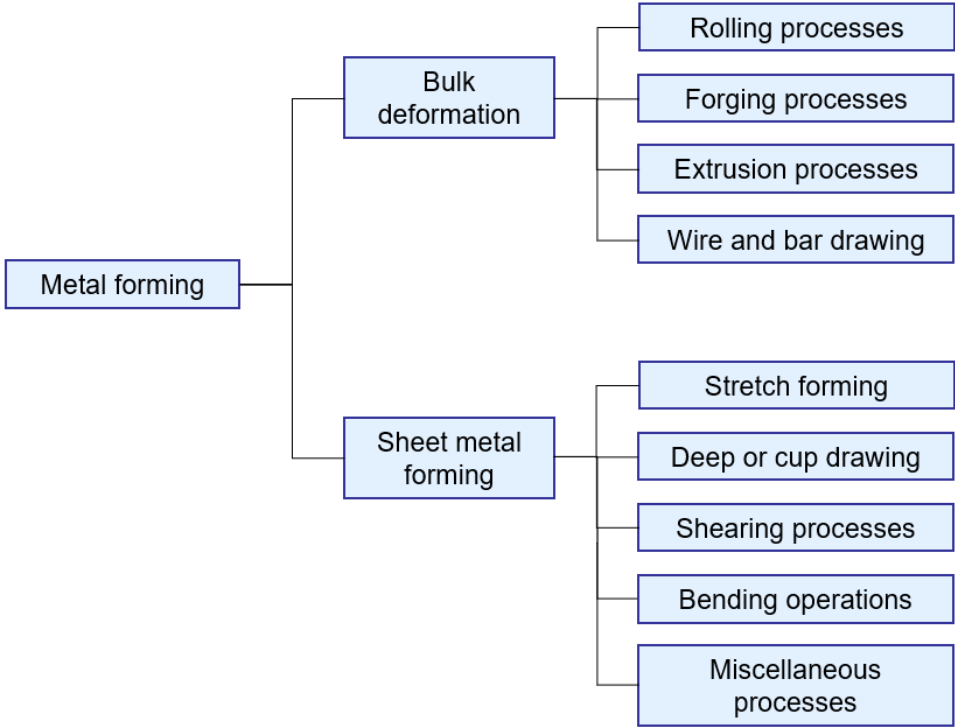 Metal forming
Bulk
deformation
Rolling processes
Forging processes
Extrusion processes
Wire and bar drawing
Sheet metal
forming
Stretch forming
Deep or cup drawing
Shearing processes
Bending operations
Miscellaneous
processes